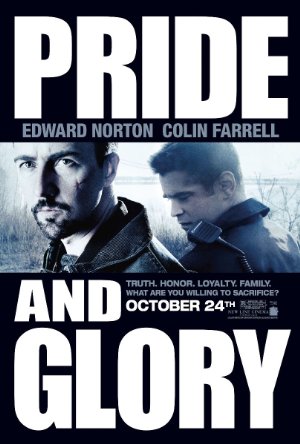 PRIDE
EDWARD NORTON COLIN FARRELL
TRUTH. HONOR. LOYALTY. FAMILY.
WHAT ARE YOU WILLING TO SACRIFICE?
AND
OCTOBER 24TH
NEW LINE CINEMA
GLORY